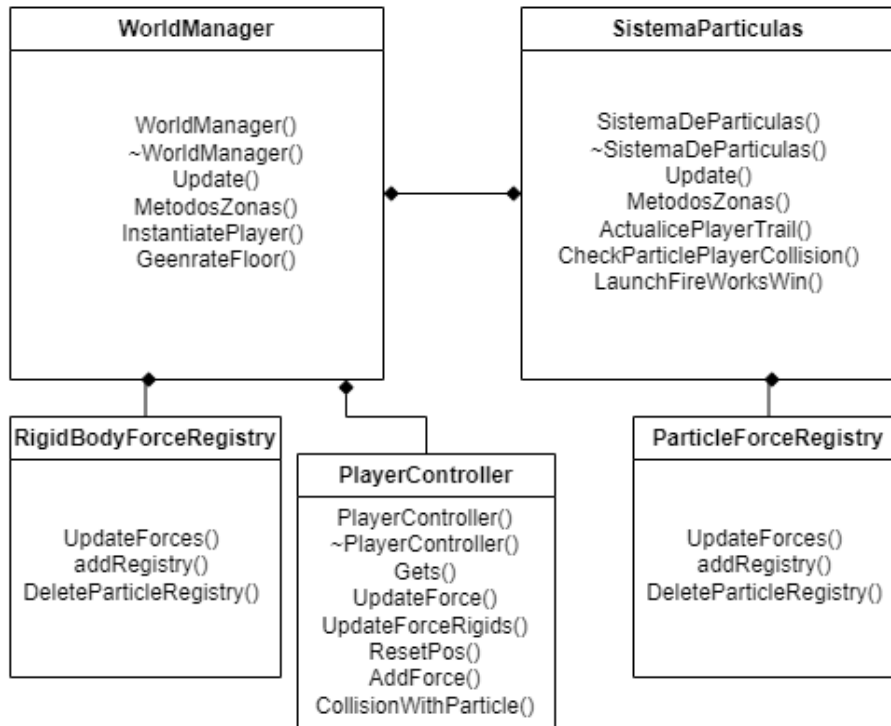 WorldManager
WorldManager()
~WorldManager()
Update()
MetodosZonas()
InstantiatePlayer()
GeenrateFloor()
SistemaParticulas
SistemaDeParticulas()
~SistemaDeParticulas()
Update()
MetodosZonas()
ActualicePlayerTrail()
CheckParticlePlayerCollision()
LaunchFireWorksWin()
RigidBodyForceRegistry
UpdateForces()
addRegistry()
DeleteParticleRegistry()
PlayerController
PlayerController()
~PlayerController()
Gets()
UpdateForce()
UpdateForceRigids()
ResetPos()
AddForce()
CollisionWithParticle()
ParticleForceRegistry
UpdateForces()
addRegistry()
DeleteParticleRegistry()